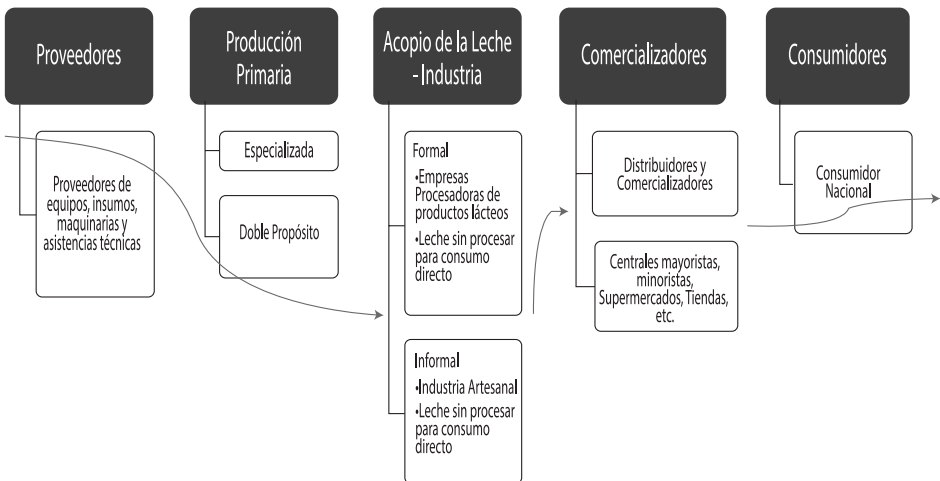 Proveedores
Proveedores de
equipos, insumos,
maquinarias y
asistencias técnicas
Producción
Primaria
Especializada
Doble Propósito
Acopio de la Leche
- Industria
Formal
•Empresas
Procesadoras de
productos lácteos
•Leche sin procesar
para consumo
directo
Informal
•Industria Artesanal
•Leche sin procesar
para consumo
directo
Comercializadores
Distribuidores y
Comercializadores
Centrales mayoristas,
minoristas,
Supermercados, Tiendas,
etc.
Consumidores
Consumidor
Nacional